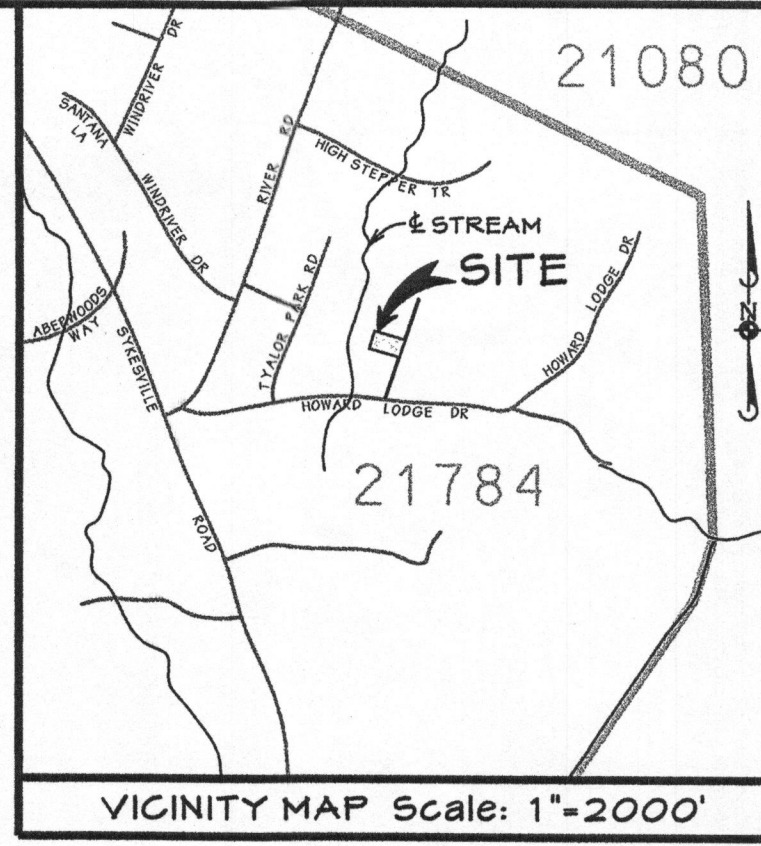 21080
WINDRIVER DR
SANTANA
LA
RIVER RD
HIGH STEPPER TR
WINDRIVER DR
℄ STREAM
SITE
TYALOR PARK RD
HOWARD LODGE DR
ABERWOODS
WAY
SYKESVILLE
N
HOWARD LODGE DR
21784
ROAD
VICINITY MAP Scale: 1"=2000'